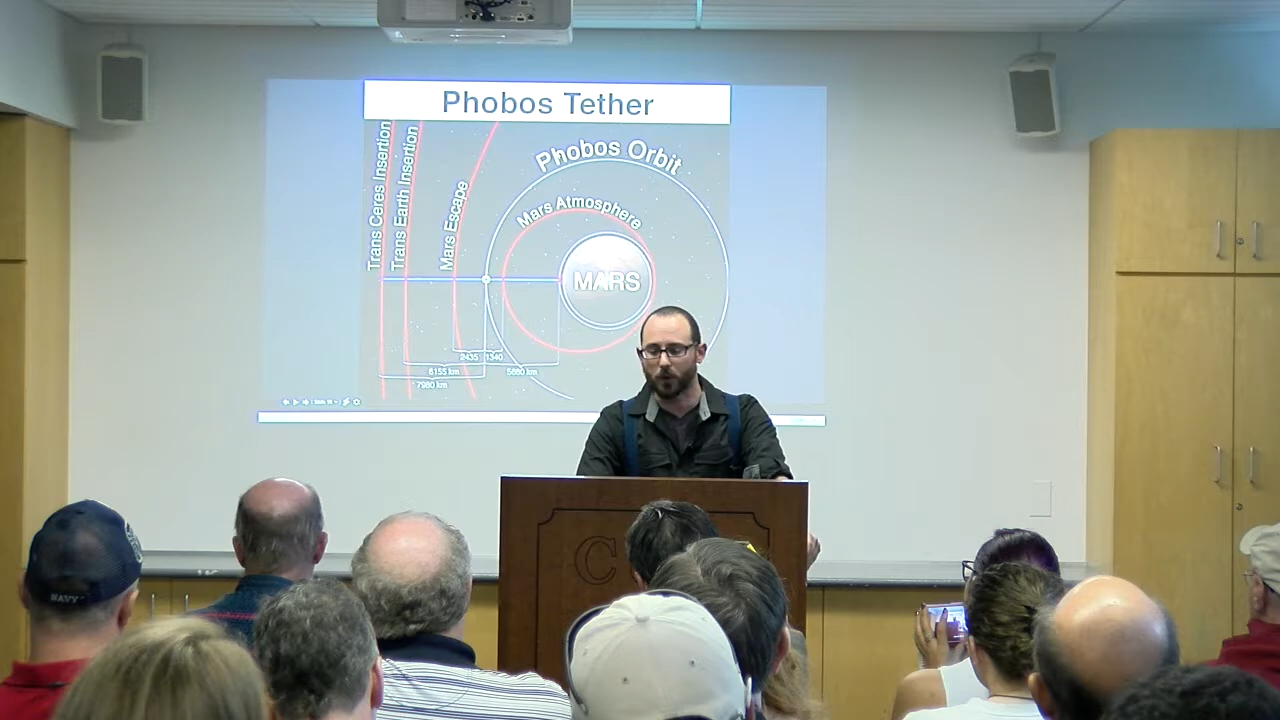 Phobos Tether
Trans Ceres Insertion
Trans Earth Insertion
Mars Escape
Phobos Orbit
Mars Atmosphere
MARS
2435
1340
6155 km
5680 km
7980 km
NAVY
C